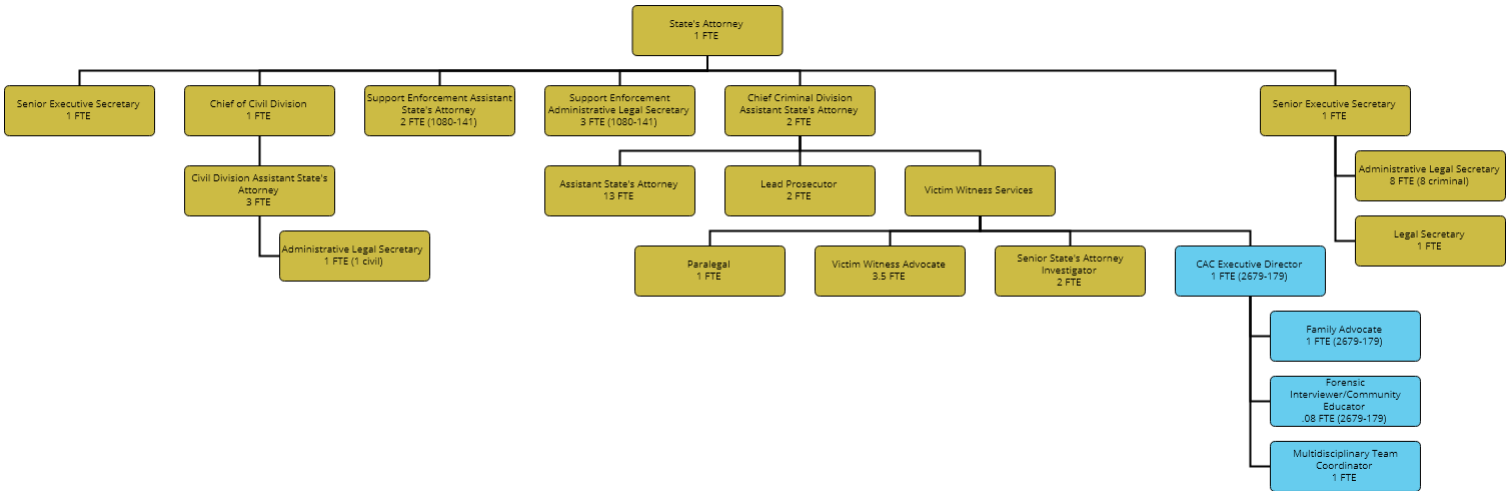 State's Attorney
1 FTE
Senior Executive Secretary
1 FTE
Chief of Civil Division
1 FTE
Support Enforcement Assistant
State's Attorney
2 FTE (1080-141)
Support Enforcement
Administrative Legal Secretary
3 FTE (1080-141)
Chief Criminal Division
Assistant State's Attorney
2 FTE
Senior Executive Secretary
1 FTE
Civil Division Assistant State's
Attorney
3 FTE
Administrative Legal Secretary
1 FTE (1 civil)
Assistant State's Attorney
13 FTE
Lead Prosecutor
2 FTE
Victim Witness Services
Administrative Legal Secretary
8 FTE (8 criminal)
Legal Secretary
1 FTE
Paralegal
1 FTE
Victim Witness Advocate
3.5 FTE
Senior State's Attorney
Investigator
2 FTE
CAC Executive Director
1 FTE (2679-179)
Family Advocate
1 FTE (2679-179)
Forensic
Interviewer/Community
Educator
.08 FTE (2679-179)
Multidisciplinary Team
Coordinator
1 FTE